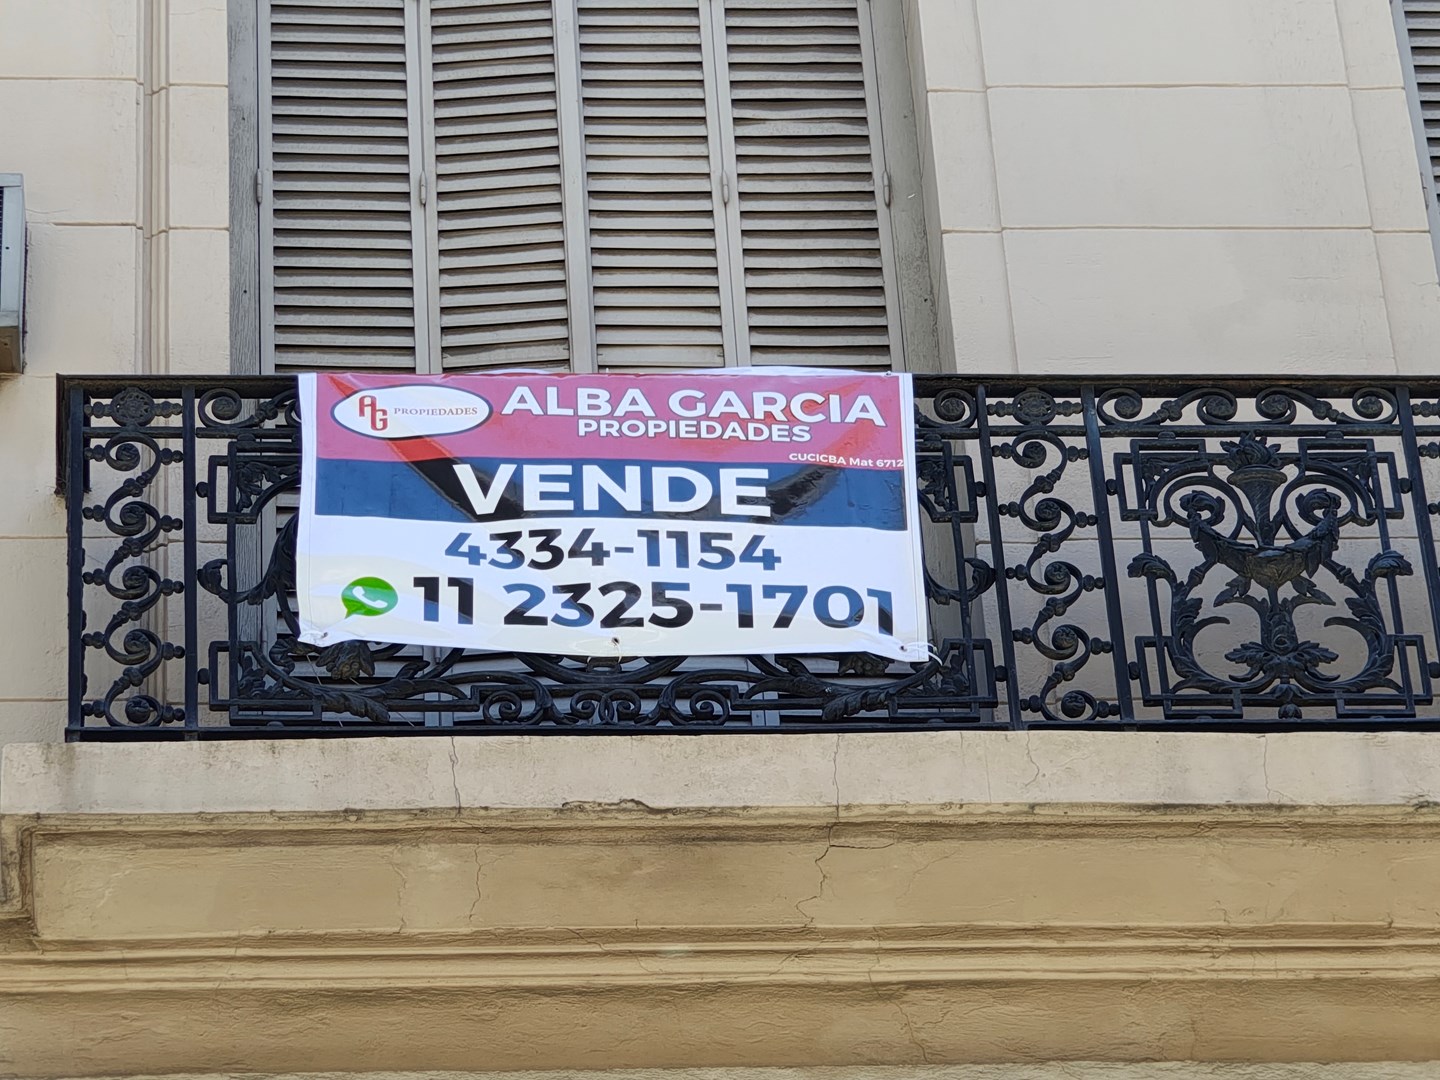 AG PROPIEDADES
ALBA GARCIA
PROPIEDADES
CUCICBA Mat 6712
VENDE
4334-1154
11 2325-1701